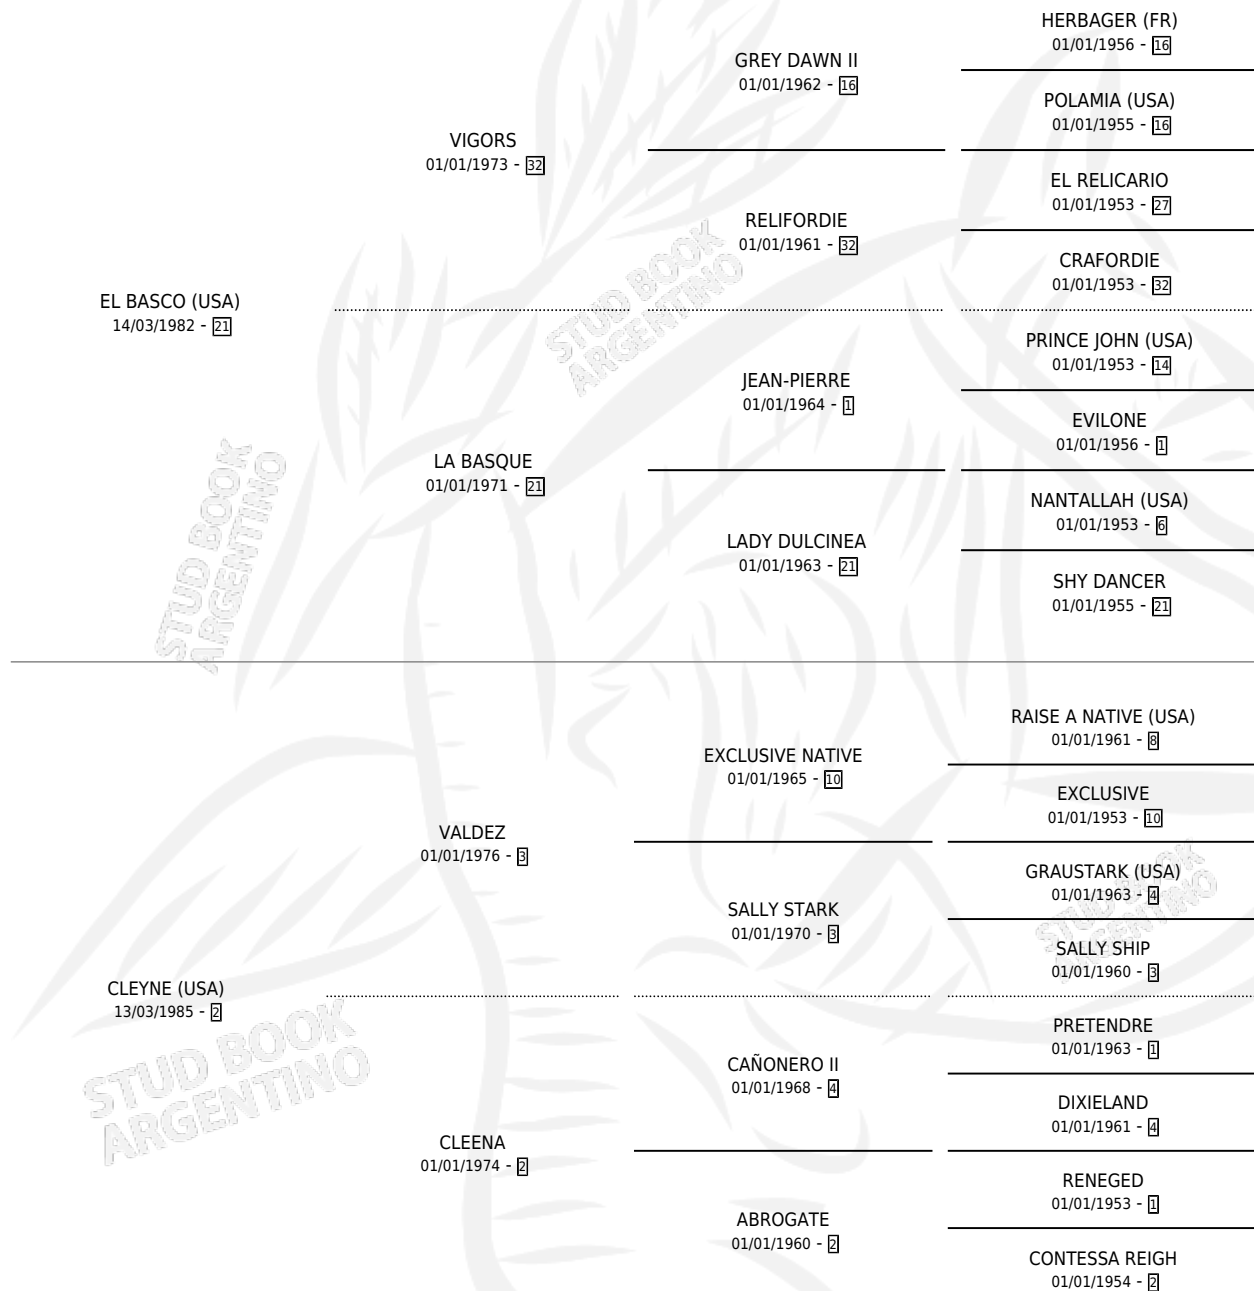 HERBAGER (FR)
01/01/1956 - 16
GREY DAWN II
01/01/1962 - 16
POLAMIA (USA)
01/01/1955 - 16
VIGORS
01/01/1973 - 32
EL RELICARIO
01/01/1953 - 27
RELIFORDIE
01/01/1961 - 32
CRAFORDIE
01/01/1953 - 32
EL BASCO (USA)
14/03/1982 - 21
PRINCE JOHN (USA)
01/01/1953 - 14
JEAN-PIERRE
01/01/1964 - 1
EVILONE
01/01/1956 - 1
LA BASQUE
01/01/1971 - 21
NANTALLAH (USA)
01/01/1953 - 6
LADY DULCINEA
01/01/1963 - 21
SHY DANCER
01/01/1955 - 21
STUD BOOK
ARGENTINO
STUD BOOK
ARGENTINO
RAISE A NATIVE (USA)
01/01/1961 - 8
EXCLUSIVE NATIVE
01/01/1965 - 10
EXCLUSIVE
01/01/1953 - 10
VALDEZ
01/01/1976 - 3
GRAUSTARK (USA)
01/01/1963 - 4
SALLY STARK
01/01/1970 - 3
SALLY SHIP
01/01/1960 - 3
STUD BOOK
ARGENTINO
CLEYNE (USA)
13/03/1985 - 2
PRETENDRE
01/01/1963 - 1
CAÑONERO II
01/01/1968 - 4
DIXIELAND
01/01/1961 - 4
CLEENA
01/01/1974 - 2
RENEGED
01/01/1953 - 1
ABROGATE
01/01/1960 - 2
CONTESSA REIGH
01/01/1954 - 2
STUD BOOK
ARGENTINO